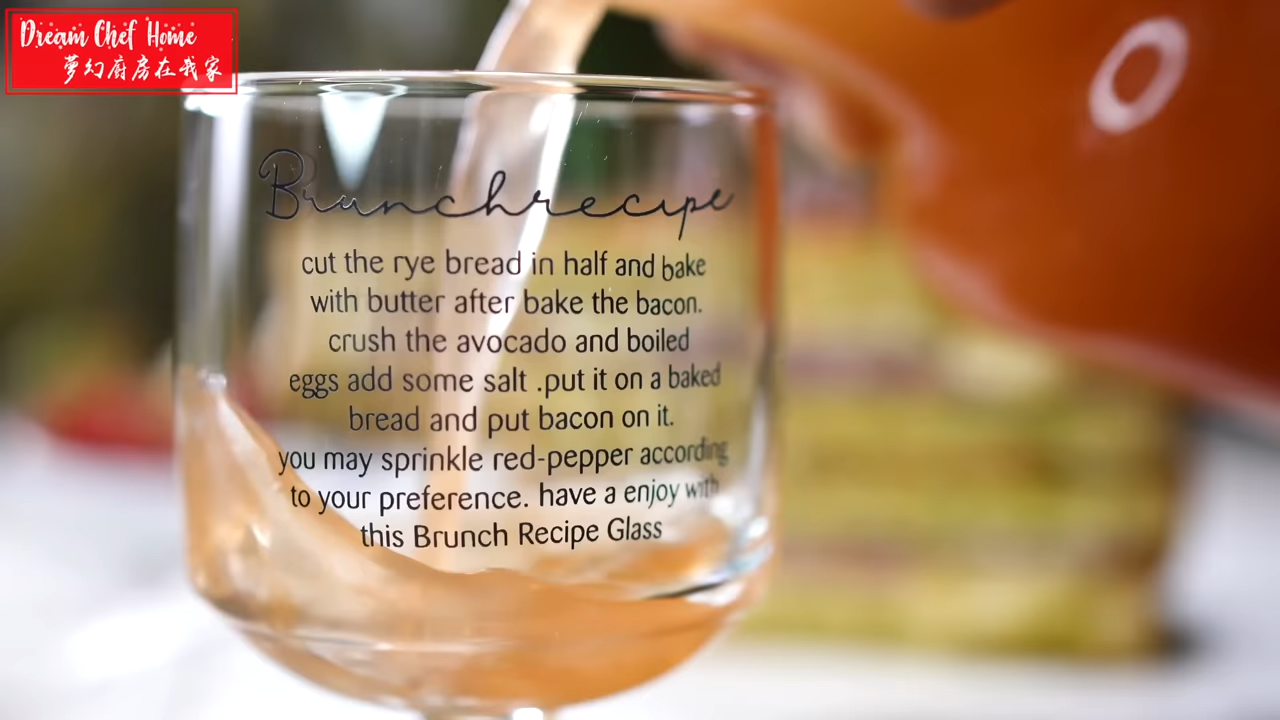 Dream Chef Home
夢幻廚房在我家
Brunchrecipe
cut the rye bread in half and bake
with butter after bake the bacon.
crush the avocado and boiled
eggs add some salt .put it on a baked
bread and put bacon on it.
you may sprinkle red-pepper according
to your preference. have a enjoy with
this Brunch Recipe Glass